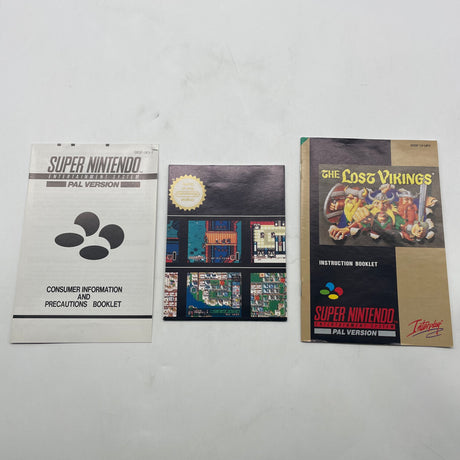 SUPER NINTENDO
ENTERTAINMENT SYSTEM
PAL VERSION
CONSUMER INFORMATION
AND
PRECAUTIONS BOOKLET
THE LOST VIKINGS
INSTRUCTION BOOKLET
SUPER NINTENDO
ENTERTAINMENT SYSTEM
PAL VERSION
Interplay